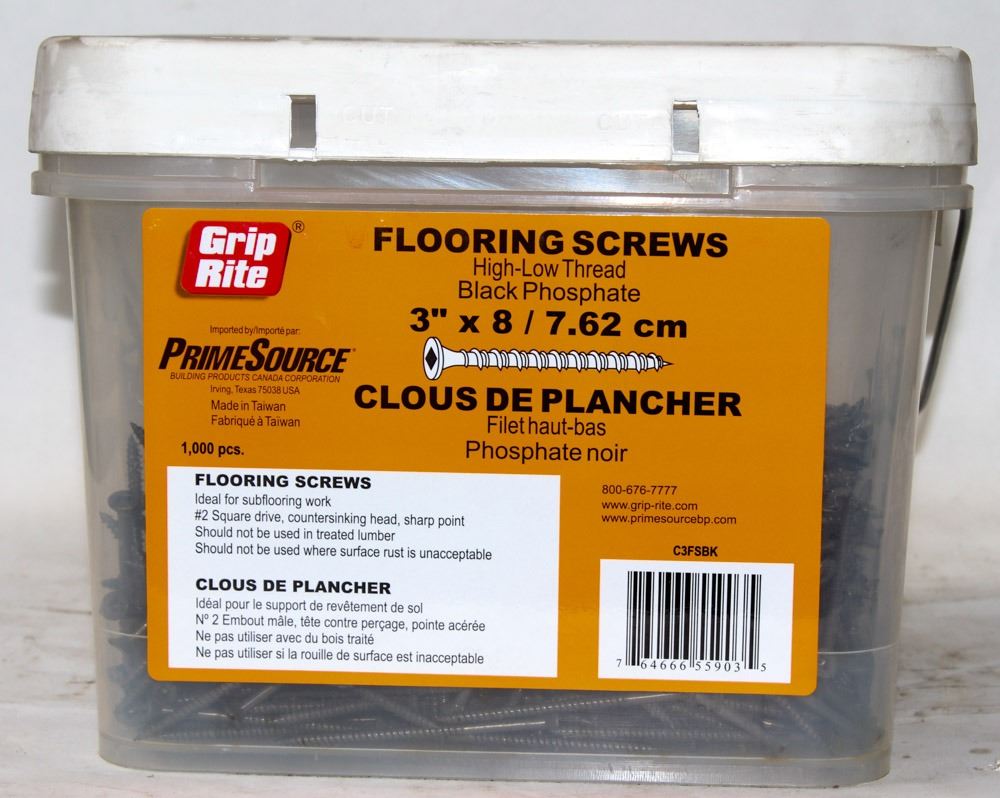 CUT
CUT
Grip
Rite®
FLOORING SCREWS
High-Low Thread
Black Phosphate
3" x 8 / 7.62 cm
Imported by/Importé par:
PRIMESOURCE®
BUILDING PRODUCTS CANADA CORPORATION
Irving, Texas 75038 USA
Made in Taiwan
Fabriqué à Taïwan
1,000 pcs.
CLOUS DE PLANCHER
Filet haut-bas
Phosphate noir
FLOORING SCREWS
Ideal for subflooring work
#2 Square drive, countersinking head, sharp point
Should not be used in treated lumber
Should not be used where surface rust is unacceptable
CLOUS DE PLANCHER
Idéal pour le support de revêtement de sol
Nº 2 Embout mâle, tête contre perçage, pointe acérée
Ne pas utiliser avec du bois traité
Ne pas utiliser si la rouille de surface est inacceptable
800-676-7777
www.grip-rite.com
www.primesourcebp.com
C3FSBK
7 64666 55903 5